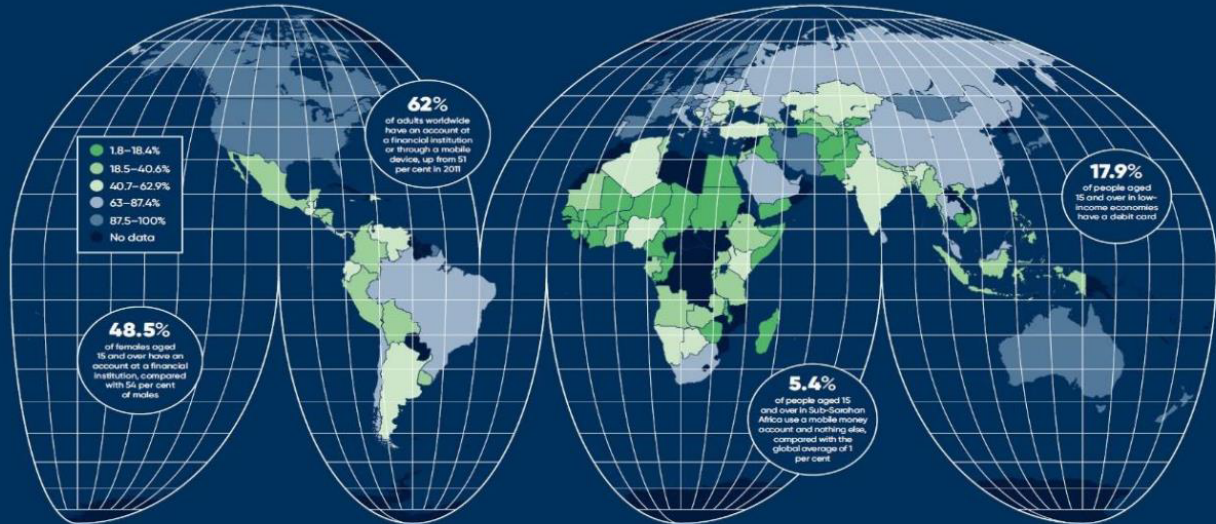 62%
of adults worldwide
have an account at
a financial institution
or through a mobile
device, up from 51
per cent in 2011
1.8–18.4%
18.5–40.6%
40.7–62.9%
63–87.4%
87.5–100%
No data
17.9%
of people aged
15 and over in low-
income economies
have a debit card
48.5%
of females aged
15 and over have an
account at a financial
institution, compared
with 54 per cent
of males
5.4%
of people aged 15
and over in Sub-Sarahan
Africa use a mobile money
account and nothing else,
compared with the
global average of 1
per cent